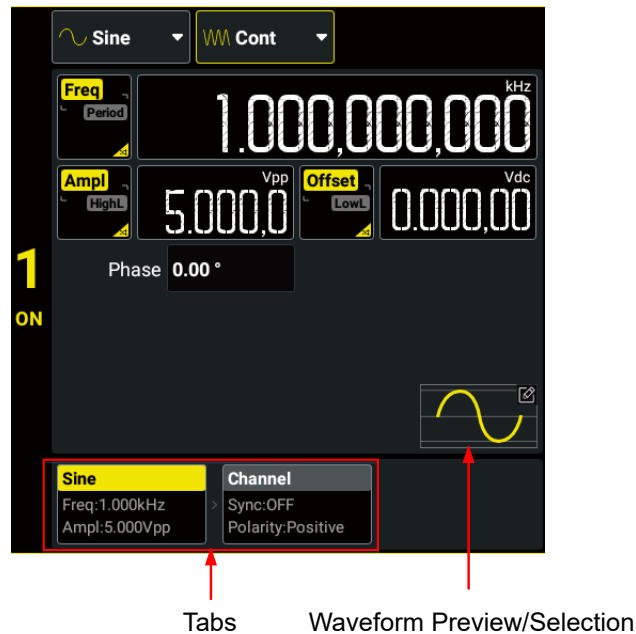 Sine Cont
Freq Period 1.000,000,000 kHz
Ampl HighL 5.000,0 Vpp Offset LowL 0.000,00 Vdc
1
Phase 0.00 °
ON
Sine Channel
Freq:1.000kHz > Sync:OFF
Ampl:5.000Vpp Polarity:Positive
Tabs Waveform Preview/Selection